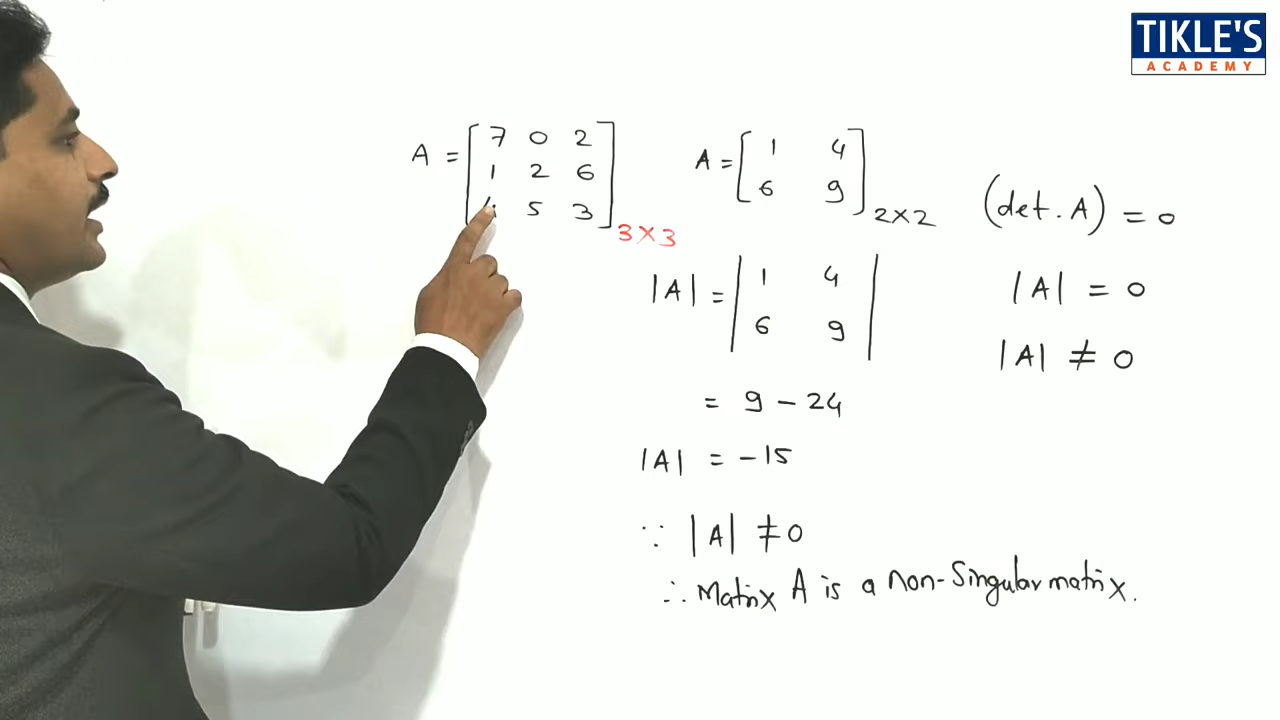 TIKLE'S
ACADEMY
A = [ 7 0 2
1 2 6
4 5 3 ] 3×3
A = [ 1 4
6 9 ] 2×2
|A| = | 1 4
6 9 |
= 9 - 24
|A| = -15
∵ |A| ≠ 0
∴ Matrix A is a non-Singular matrix.
(det. A) = 0
|A| = 0
|A| ≠ 0